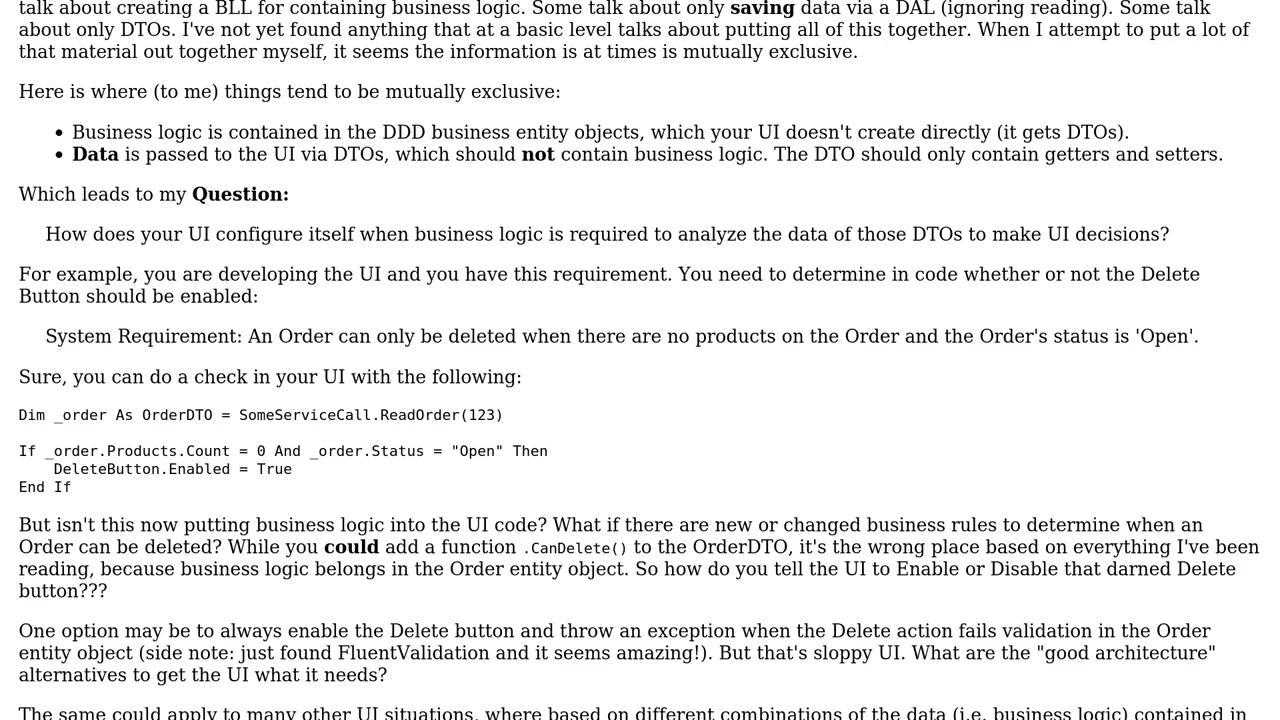 talk about creating a BLL for containing business logic. Some talk about only saving data via a DAL (ignoring reading). Some talk
about only DTOs. I've not yet found anything that at a basic level talks about putting all of this together. When I attempt to put a lot of
that material out together myself, it seems the information is at times is mutually exclusive.
Here is where (to me) things tend to be mutually exclusive:
• Business logic is contained in the DDD business entity objects, which your UI doesn't create directly (it gets DTOs).
• Data is passed to the UI via DTOs, which should not contain business logic. The DTO should only contain getters and setters.
Which leads to my Question:
How does your UI configure itself when business logic is required to analyze the data of those DTOs to make UI decisions?
For example, you are developing the UI and you have this requirement. You need to determine in code whether or not the Delete
Button should be enabled:
System Requirement: An Order can only be deleted when there are no products on the Order and the Order's status is 'Open'.
Sure, you can do a check in your UI with the following:
Dim _order As OrderDTO = SomeServiceCall.ReadOrder(123)
If _order.Products.Count = 0 And _order.Status = "Open" Then
    DeleteButton.Enabled = True
End If
But isn't this now putting business logic into the UI code? What if there are new or changed business rules to determine when an
Order can be deleted? While you could add a function .CanDelete() to the OrderDTO, it's the wrong place based on everything I've been
reading, because business logic belongs in the Order entity object. So how do you tell the UI to Enable or Disable that darned Delete
button???
One option may be to always enable the Delete button and throw an exception when the Delete action fails validation in the Order
entity object (side note: just found FluentValidation and it seems amazing!). But that's sloppy UI. What are the "good architecture"
alternatives to get the UI what it needs?
The same could apply to many other UI situations, where based on different combinations of the data (i.e. business logic) contained in